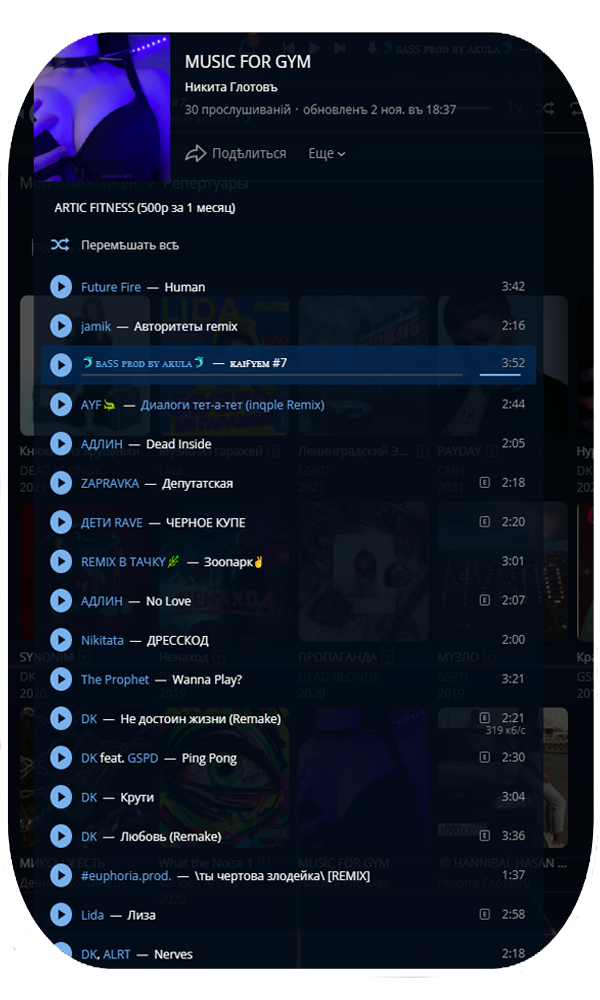 MUSIC FOR GYM
Никита Глотовъ
30 прослушиваній · обновленъ 2 ноя. въ 18:37
Подѣлиться Еще
ARTIC FITNESS (500р за 1 месяц)
Перемѣшать всѣ
Future Fire — Human 3:42
jamik — Авторитеты remix 2:16
🐬 BASS PROD BY AKULA 🐬 — KAIFYEM #7 3:52
AYF🐊 — Диалоги тет-а-тет (inqple Remix) 2:44
АДЛИН — Dead Inside 2:05
ZAPRAVKA — Депутатская E 2:18
ДЕТИ RAVE — ЧЕРНОЕ КУПЕ E 2:20
REMIX В ТАЧКУ🌿 — Зоопарк✌ 3:01
АДЛИН — No Love E 2:07
Nikitata — ДРЕССКОД 2:00
The Prophet — Wanna Play? 3:21
DK — Не достоин жизни (Remake) E 2:21
319 кб/с
DK feat. GSPD — Ping Pong E 2:30
DK — Крути 3:04
DK — Любовь (Remake) E 3:36
#euphoria.prod. — \ты чертова злодейка\ [REMIX] 1:37
Lida — Лиза E 2:58
DK, ALRT — Nerves 2:18